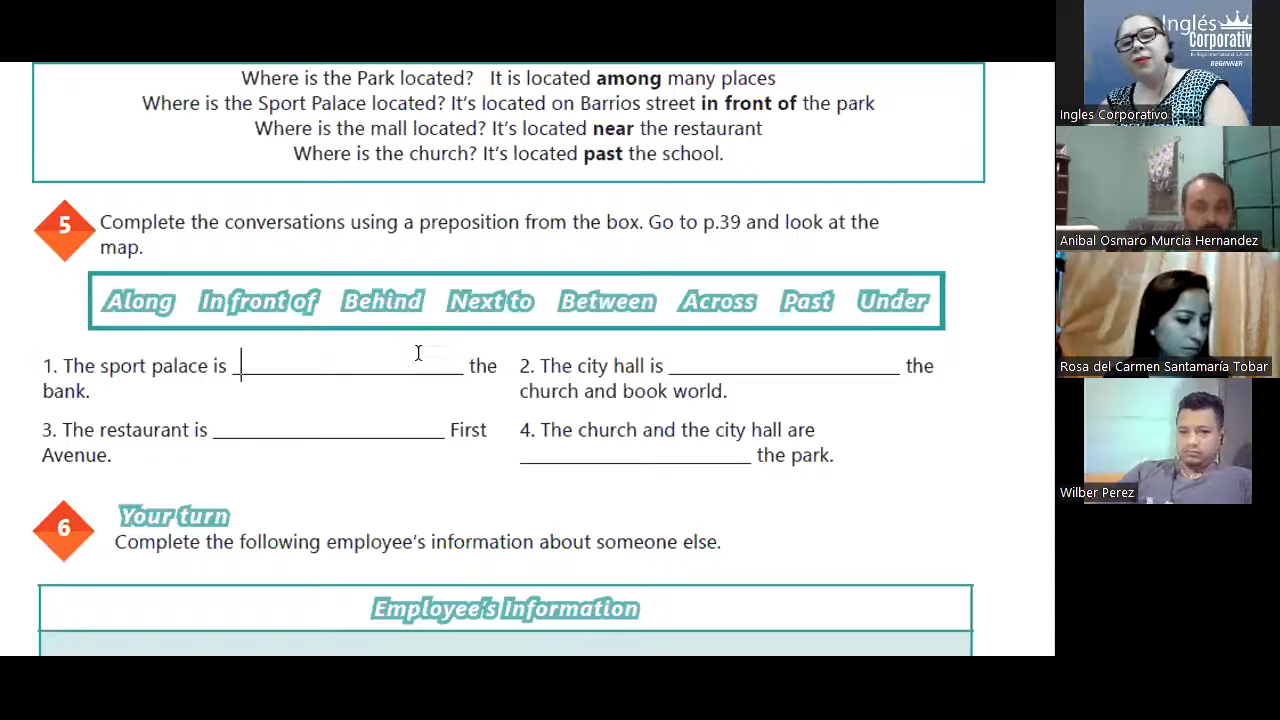 Where is the Park located? It is located among many places
Where is the Sport Palace located? It's located on Barrios street in front of the park
Where is the mall located? It's located near the restaurant
Where is the church? It's located past the school.
5
Complete the conversations using a preposition from the box. Go to p.39 and look at the
map.
Along In front of Behind Next to Between Across Past Under
1. The sport palace is ______________________ the
bank.
2. The city hall is ______________________ the
church and book world.
3. The restaurant is ______________________ First
Avenue.
4. The church and the city hall are
______________________ the park.
6
Your turn
Complete the following employee's information about someone else.
Employee's Information
Inglés
Corporativ
BEGINNER
Ingles Corporativo
Anibal Osmaro Murcia Hernandez
Rosa del Carmen Santamaría Tobar
Wilber Perez